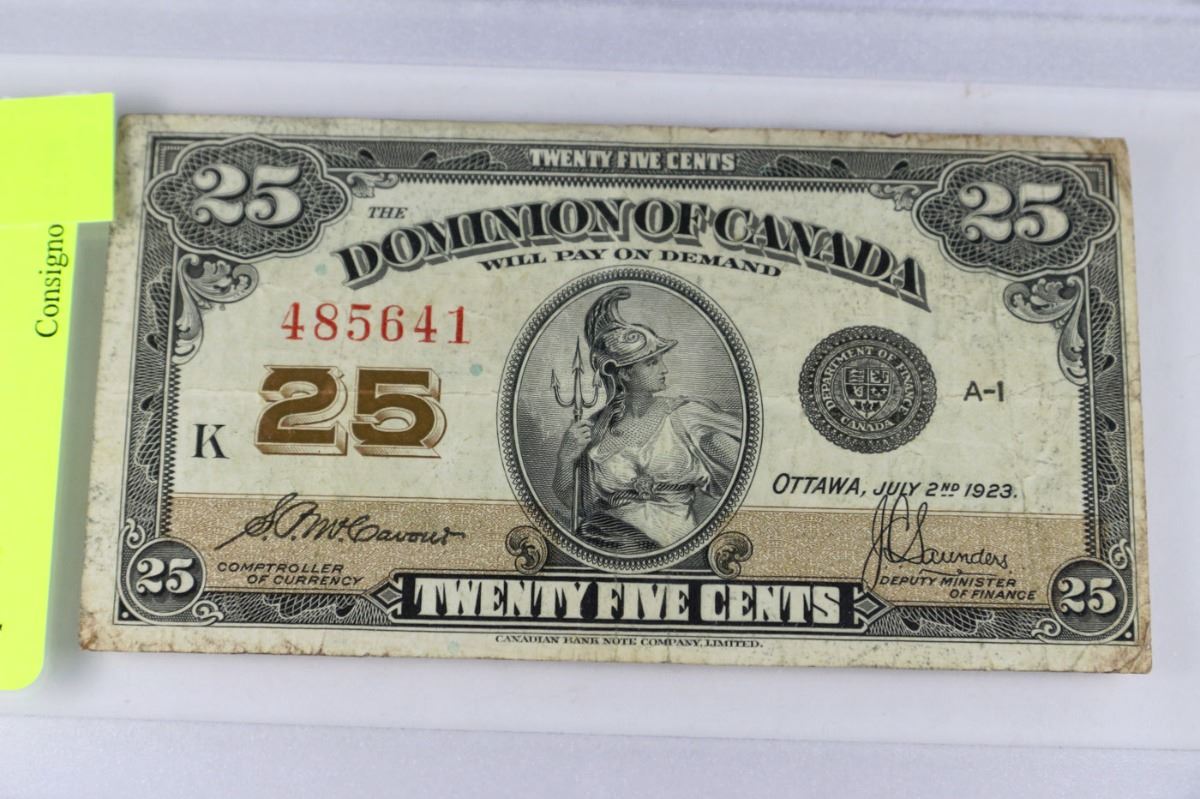 Consigno
TWENTY FIVE CENTS
25 25
THE
DOMINION OF CANADA
WILL PAY ON DEMAND
485641
25
K
DEPARTMENT OF FINANCE
CANADA
A-1
OTTAWA, JULY 2ND 1923.
COMPTROLLER
OF CURRENCY
J C Saunders
DEPUTY MINISTER
OF FINANCE
25 25
TWENTY FIVE CENTS
CANADIAN BANK NOTE COMPANY, LIMITED.